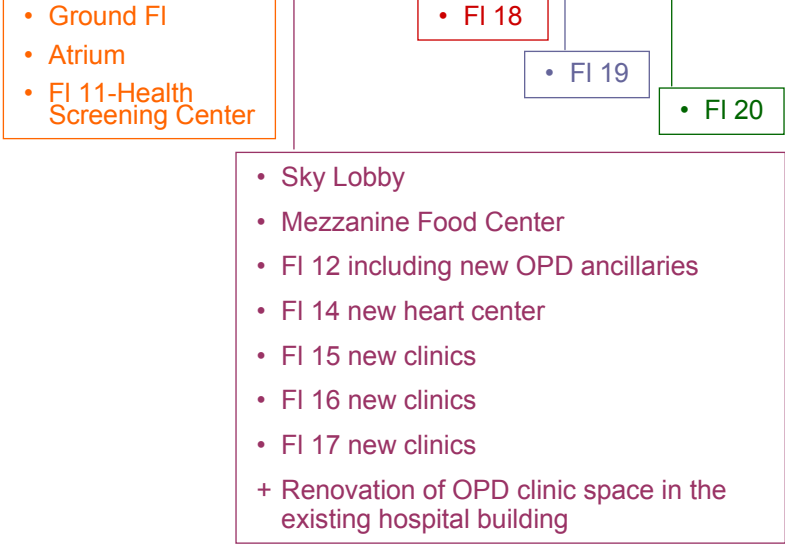 • Ground Fl
• Atrium
• Fl 11-Health
Screening Center
• Fl 18
• Fl 19
• Fl 20
• Sky Lobby
• Mezzanine Food Center
• Fl 12 including new OPD ancillaries
• Fl 14 new heart center
• Fl 15 new clinics
• Fl 16 new clinics
• Fl 17 new clinics
+ Renovation of OPD clinic space in the
existing hospital building